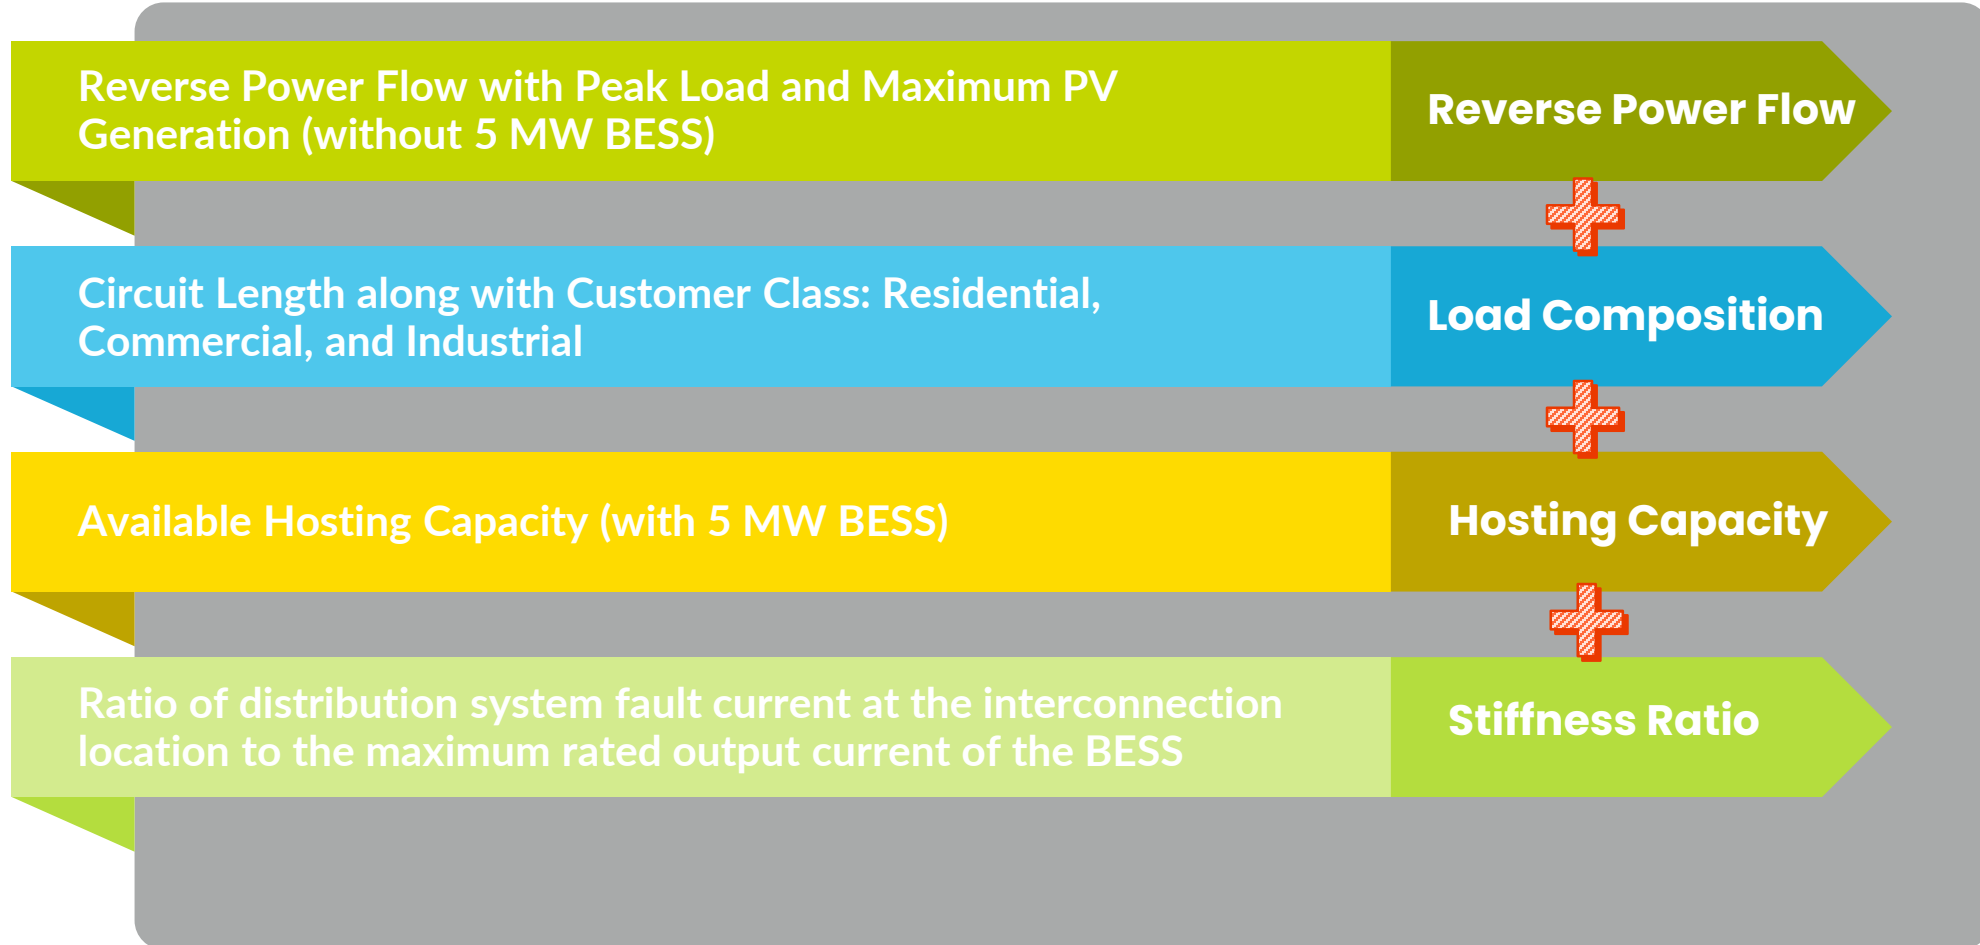 Reverse Power Flow with Peak Load and Maximum PV
Generation (without 5 MW BESS)
Reverse Power Flow
Circuit Length along with Customer Class: Residential,
Commercial, and Industrial
Load Composition
Available Hosting Capacity (with 5 MW BESS)
Hosting Capacity
Ratio of distribution system fault current at the interconnection
location to the maximum rated output current of the BESS
Stiffness Ratio